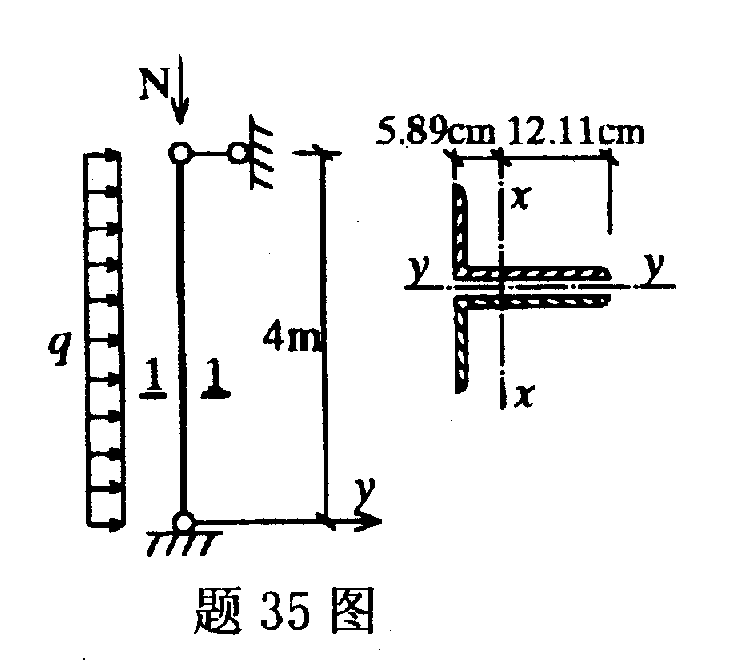 N
5.89cm 12.11cm
x
y y
q
4m
1 1
x
y
题 35 图